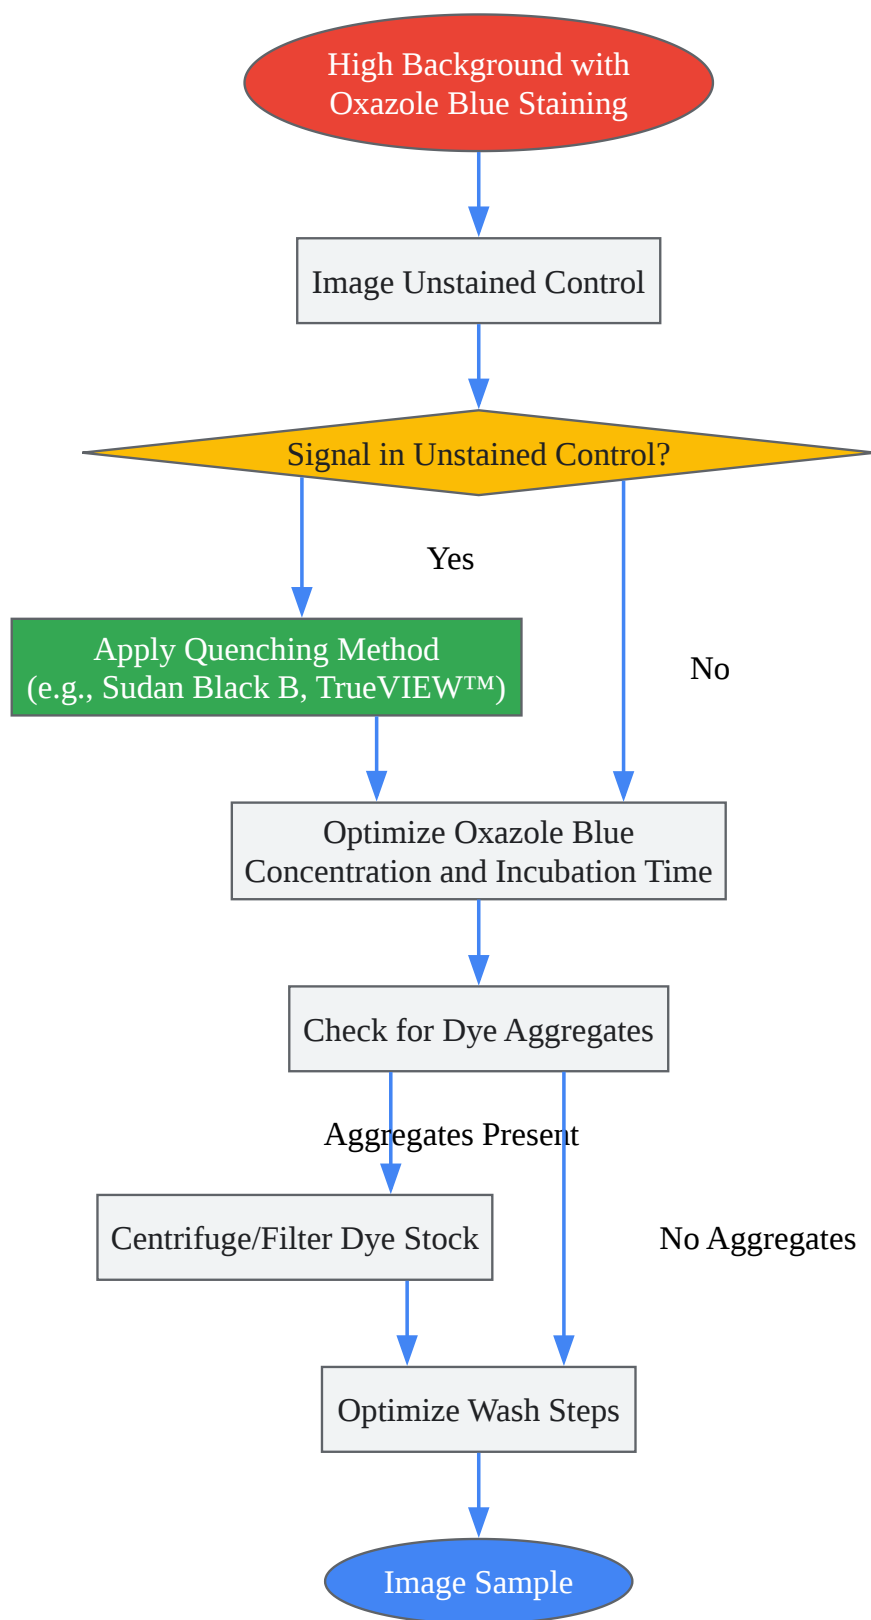 High Background with
Oxazole Blue Staining
Image Unstained Control
Signal in Unstained Control?
Yes
Apply Quenching Method
(e.g., Sudan Black B, TrueVIEW™)
No
Optimize Oxazole Blue
Concentration and Incubation Time
Check for Dye Aggregates
Aggregates Present
Centrifuge/Filter Dye Stock
No Aggregates
Optimize Wash Steps
Image Sample